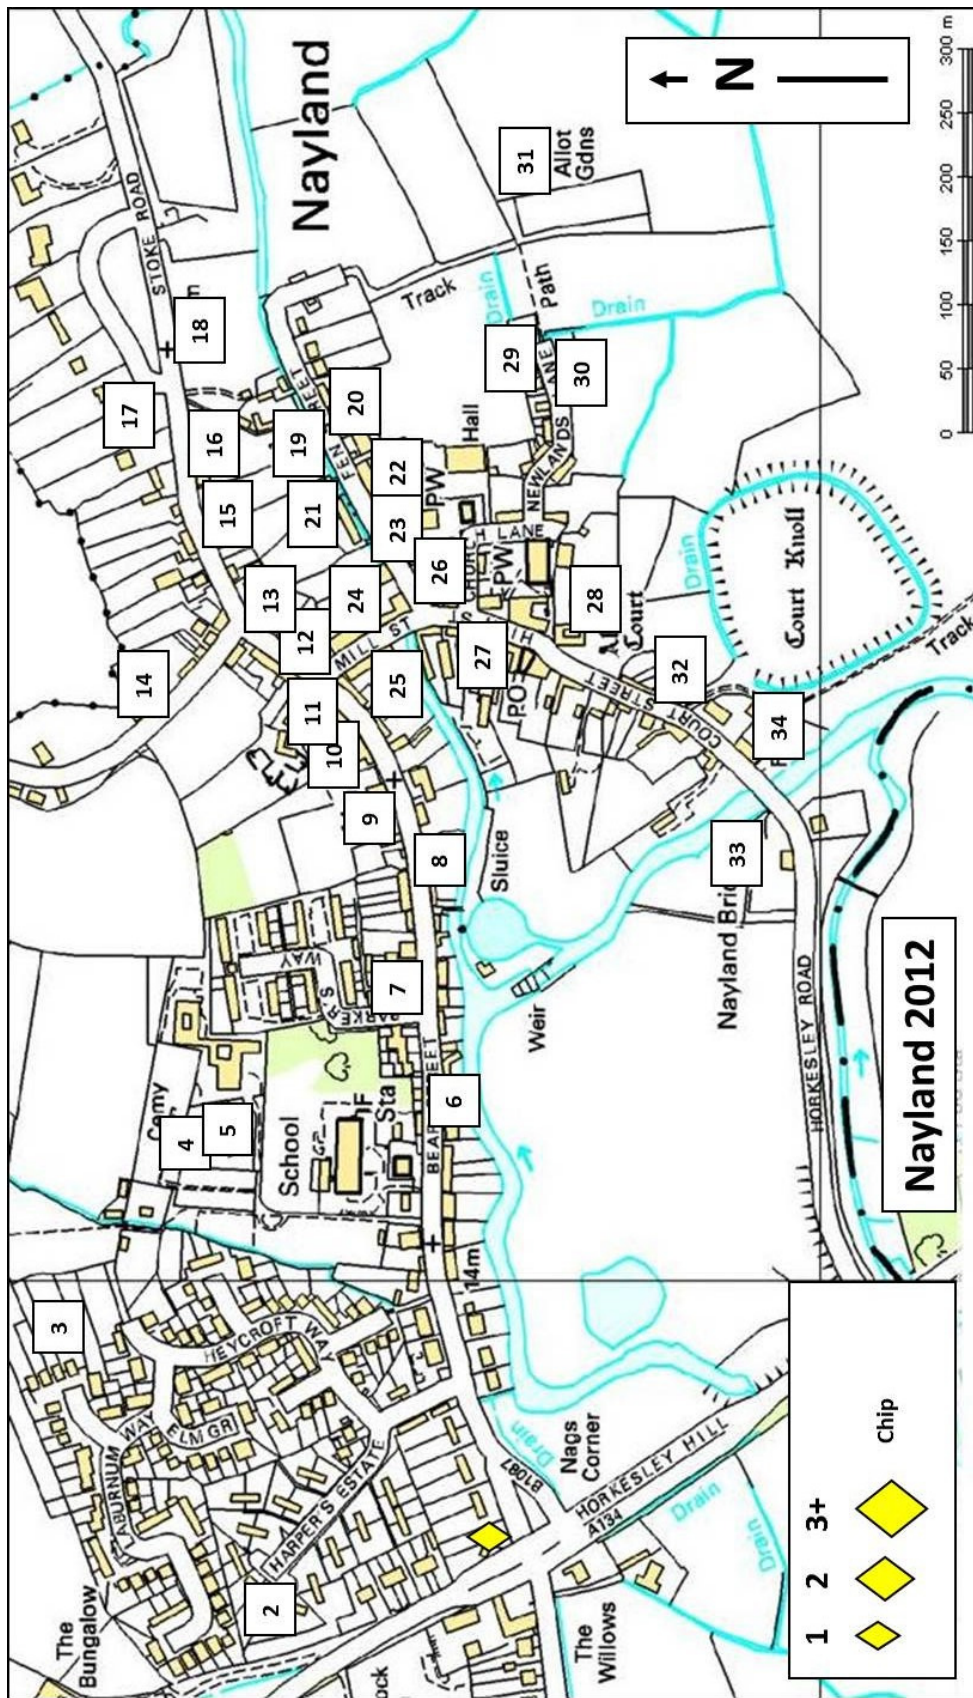 Nayland
STOKE ROAD
17
18
16
15
14
13
12
11
10
19
20
21
22
23
24
25
26
27
28
29
30
31
32
33
34
9
8
7
6
5
4
3
2
FEN STREET
MILL ST
CHURCH LANE
NEWLANDS LANE
Hall
PW
PW
PO
Track
Path
Drain
Drain
Allot
Gdns
Court
COURT STREET
Court Knoll
Drain
Track
Sluice
Weir
Nayland Bri
HORKESLEY ROAD
PARKER'S
WAY
Cemy
School
Sta
14m
HEYCROFT WAY
LABURNUM WAY
ELM GR
HARPER'S ESTATE
The
Bungalow
Nags
Corner
Drain
B1087
HORKESLEY HILL
A134
Drain
Drain
The
Willows
N
0 50 100 150 200 250 300 m
Nayland 2012
1 2 3+
Chip